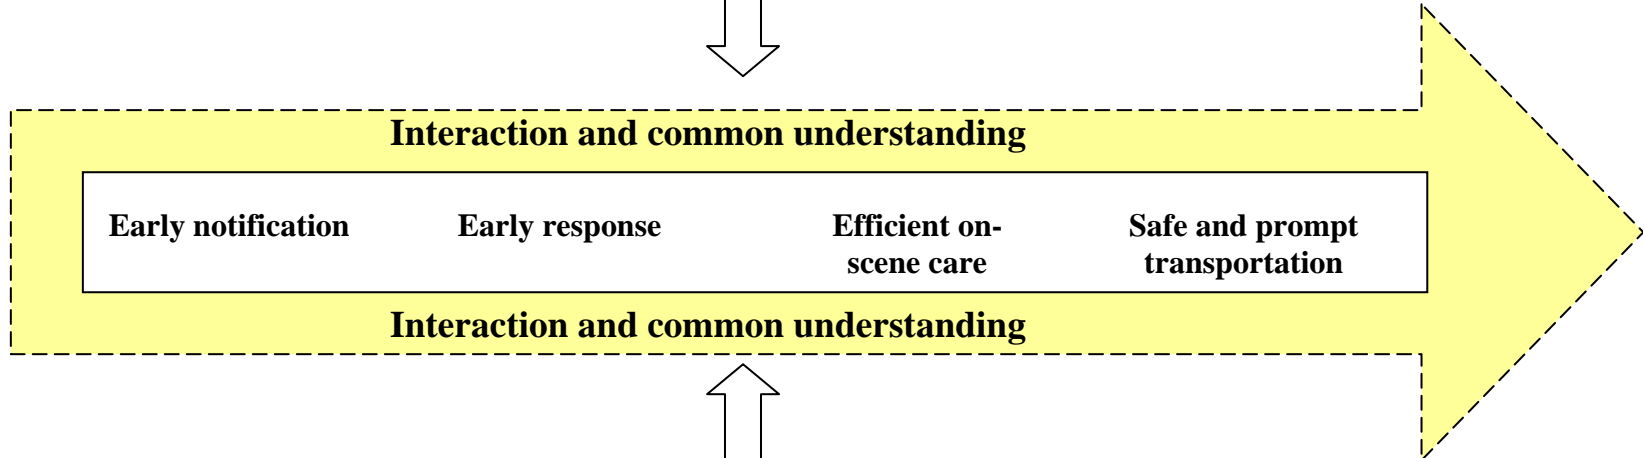 Interaction and common understanding
Early notification
Early response
Efficient on-
scene care
Safe and prompt
transportation
Interaction and common understanding